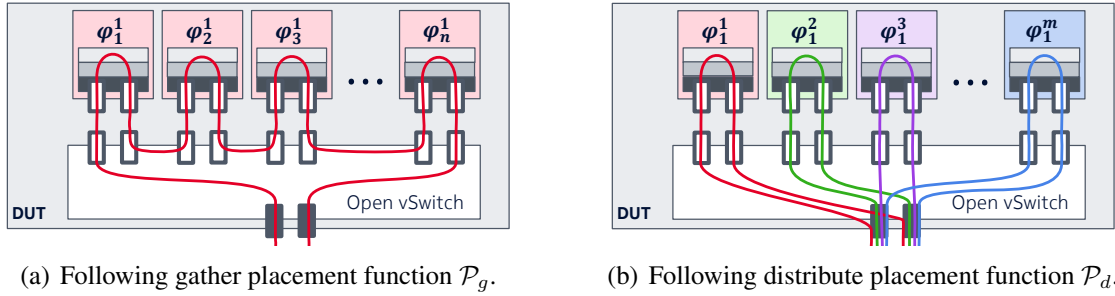 φ₁¹ φ₂¹ φ₃¹ ... φₙ¹
Open vSwitch
DUT
(a) Following gather placement function 𝒫g.
φ₁¹ φ₁² φ₁³ ... φ₁ᵐ
Open vSwitch
DUT
(b) Following distribute placement function 𝒫d.